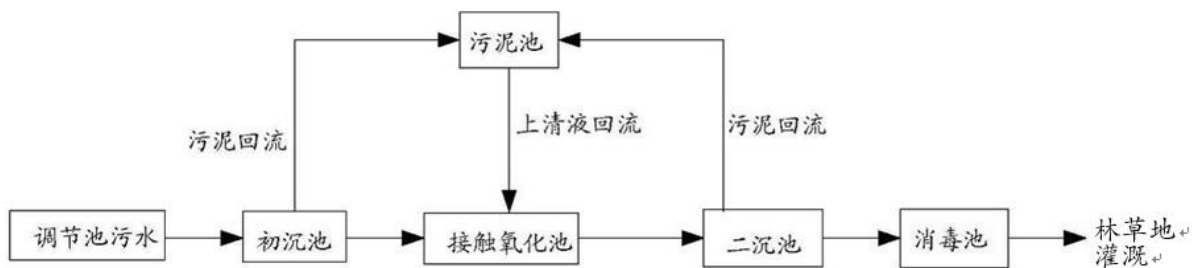 污泥池
污泥回流
上清液回流
污泥回流
调节池污水
初沉池
接触氧化池
二沉池
消毒池
林草地
灌溉